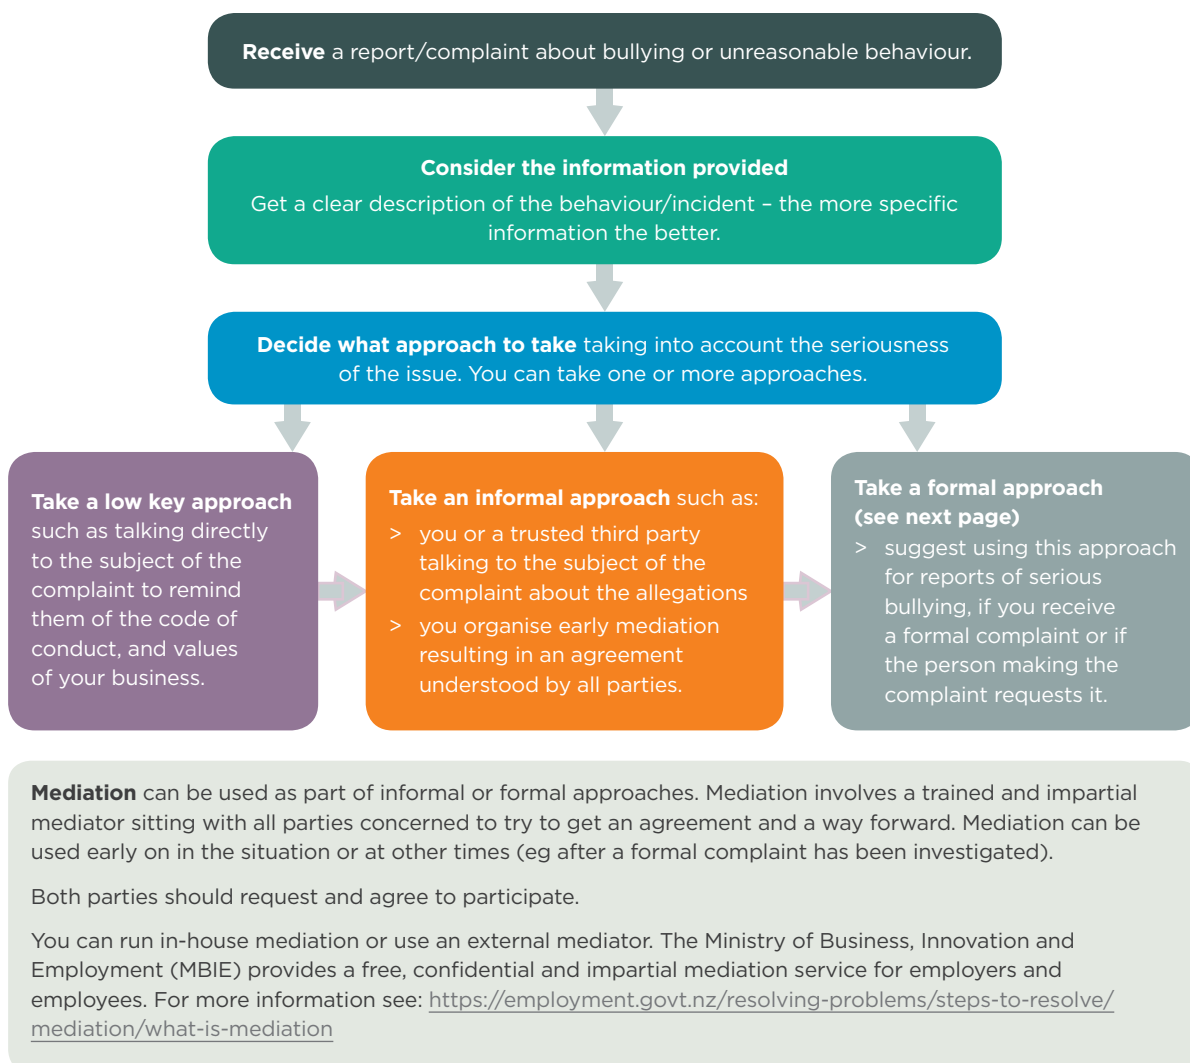 Receive a report/complaint about bullying or unreasonable behaviour.
Consider the information provided
Get a clear description of the behaviour/incident – the more specific
information the better.
Decide what approach to take taking into account the seriousness
of the issue. You can take one or more approaches.
Take a low key approach
such as talking directly
to the subject of the
complaint to remind
them of the code of
conduct, and values
of your business.
Take an informal approach such as:
> you or a trusted third party
talking to the subject of the
complaint about the allegations
> you organise early mediation
resulting in an agreement
understood by all parties.
Take a formal approach
(see next page)
> suggest using this approach
for reports of serious
bullying, if you receive
a formal complaint or if
the person making the
complaint requests it.
Mediation can be used as part of informal or formal approaches. Mediation involves a trained and impartial
mediator sitting with all parties concerned to try to get an agreement and a way forward. Mediation can be
used early on in the situation or at other times (eg after a formal complaint has been investigated).
Both parties should request and agree to participate.
You can run in-house mediation or use an external mediator. The Ministry of Business, Innovation and
Employment (MBIE) provides a free, confidential and impartial mediation service for employers and
employees. For more information see: https://employment.govt.nz/resolving-problems/steps-to-resolve/
mediation/what-is-mediation